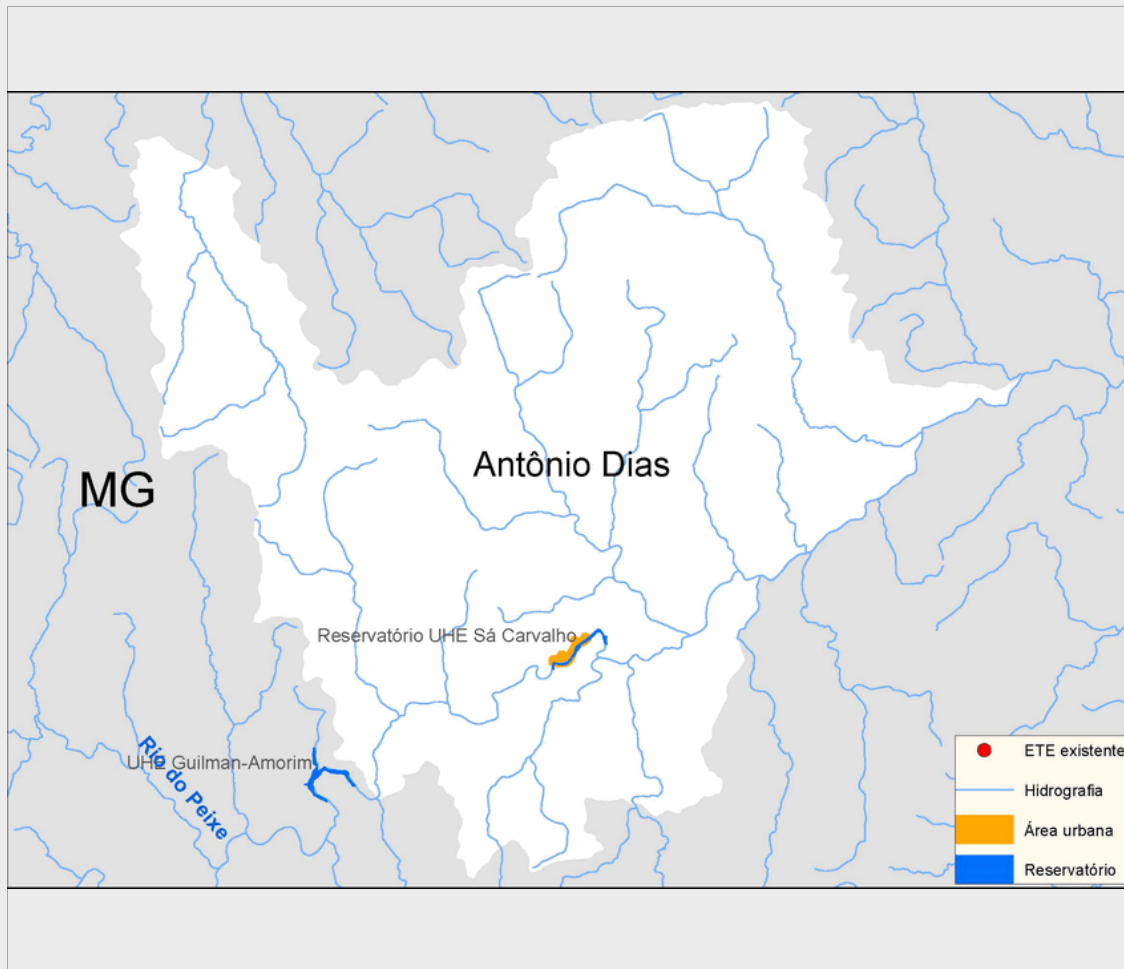 Antônio Dias
MG
Reservatório UHE Sá Carvalho
UHE Guilman-Amorim
Rio do Peixe
ETE existente
Hidrografia
Área urbana
Reservatório